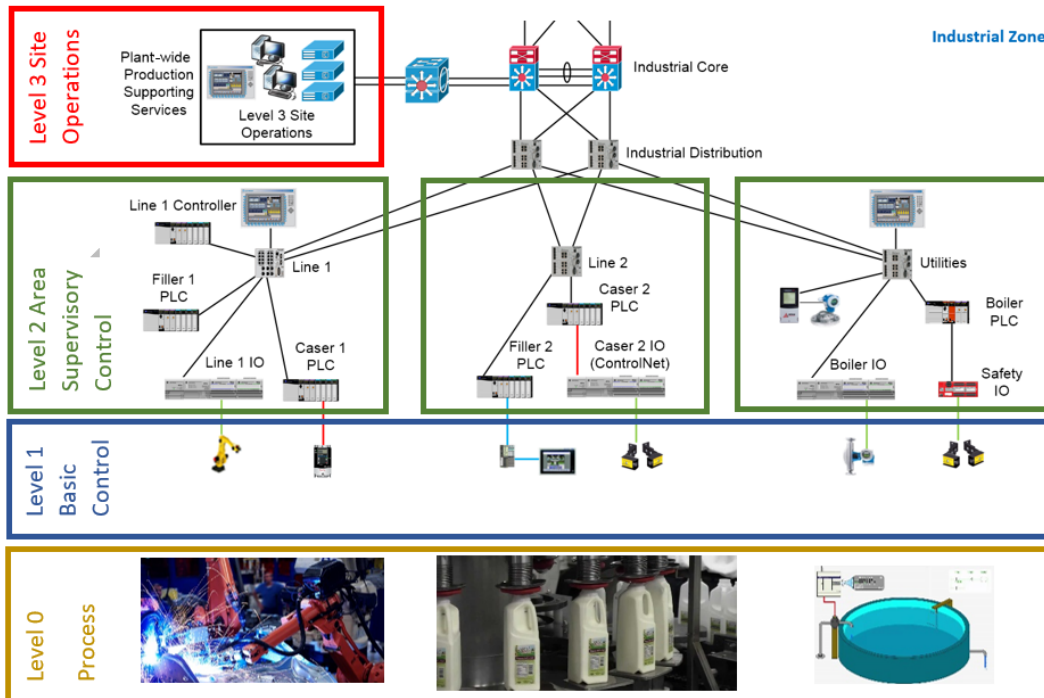 Level 3 Site
Operations
Plant-wide
Production
Supporting
Services
Level 3 Site
Operations
Industrial Core
Industrial Zone
Industrial Distribution
Level 2 Area
Supervisory
Control
Line 1 Controller
Line 1
Filler 1
PLC
Line 1 IO
Caser 1
PLC
Line 2
Caser 2
PLC
Filler 2
PLC
Caser 2 IO
(ControlNet)
Utilities
Boiler
PLC
Boiler IO
Safety
IO
Level 1
Basic
Control
Level 0
Process